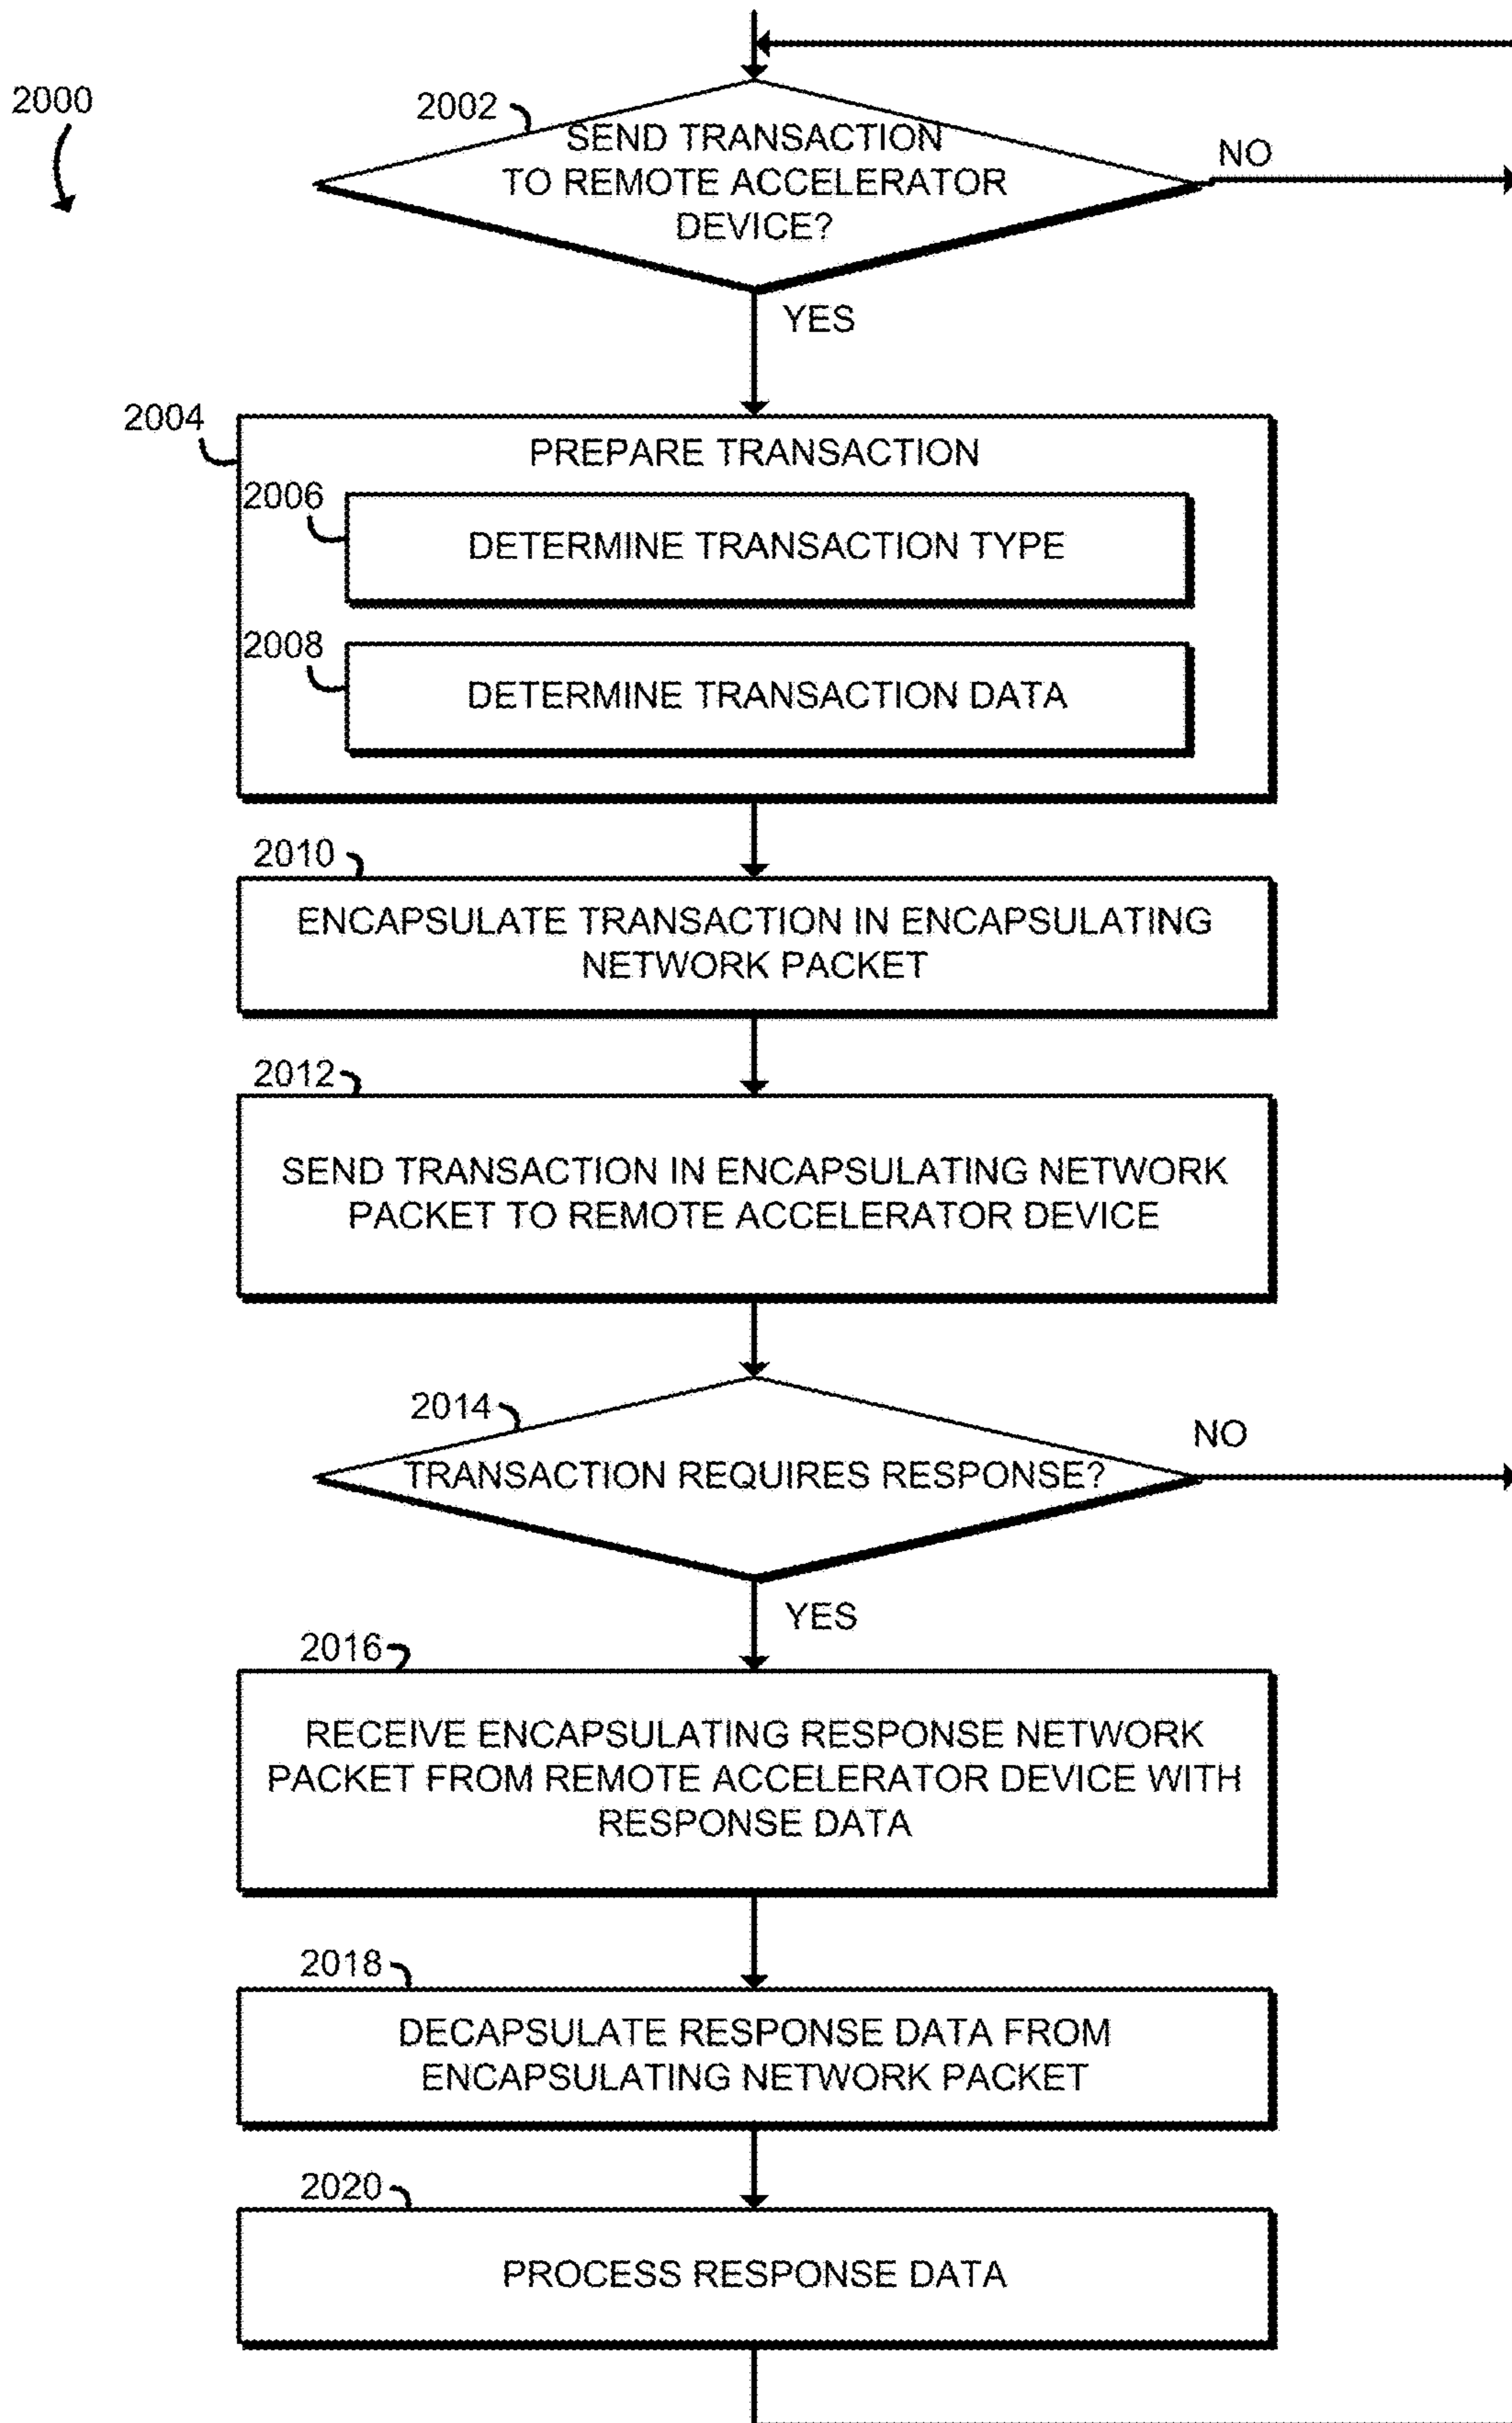 2000
2002
SEND TRANSACTION
TO REMOTE ACCELERATOR
DEVICE?
NO
YES
2004
PREPARE TRANSACTION
2006
DETERMINE TRANSACTION TYPE
2008
DETERMINE TRANSACTION DATA
2010
ENCAPSULATE TRANSACTION IN ENCAPSULATING
NETWORK PACKET
2012
SEND TRANSACTION IN ENCAPSULATING NETWORK
PACKET TO REMOTE ACCELERATOR DEVICE
2014
TRANSACTION REQUIRES RESPONSE?
NO
YES
2016
RECEIVE ENCAPSULATING RESPONSE NETWORK
PACKET FROM REMOTE ACCELERATOR DEVICE WITH
RESPONSE DATA
2018
DECAPSULATE RESPONSE DATA FROM
ENCAPSULATING NETWORK PACKET
2020
PROCESS RESPONSE DATA